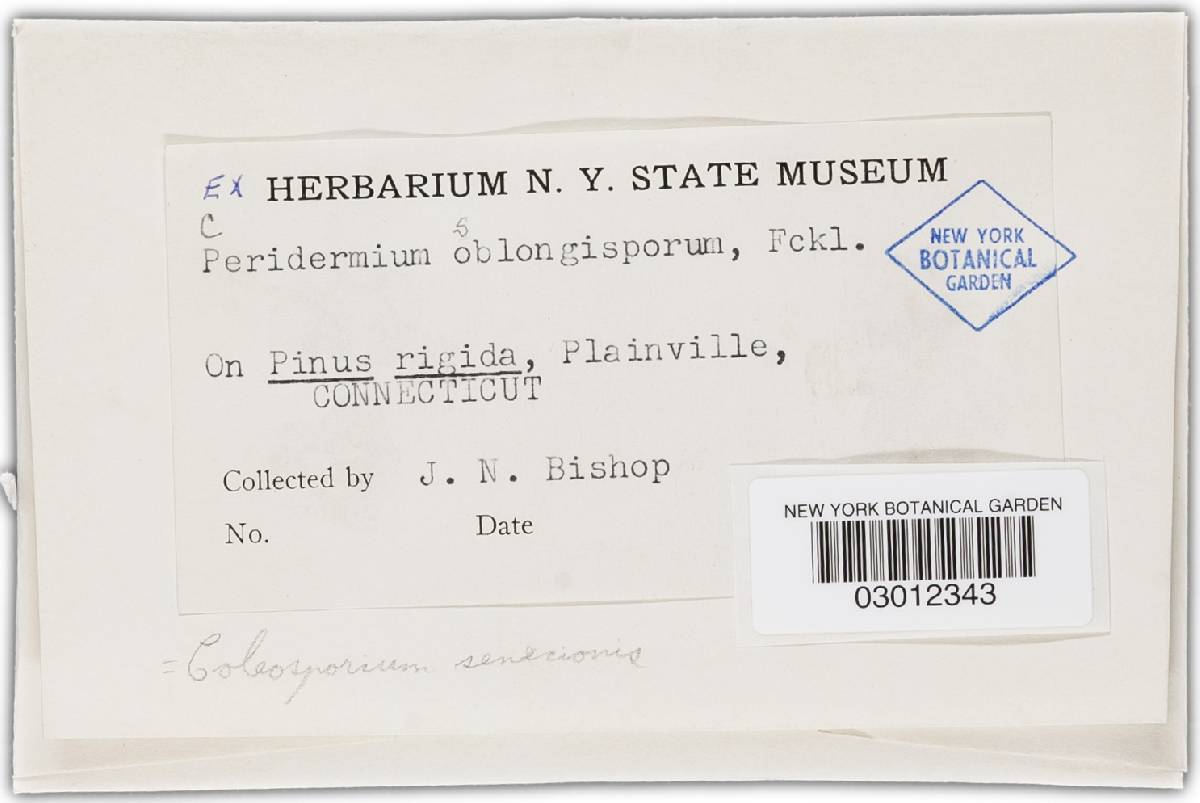 EX HERBARIUM N. Y. STATE MUSEUM
C s
Peridermium oblongisporum, Fckl.
NEW YORK
BOTANICAL
GARDEN
On Pinus rigida, Plainville,
CONNECTICUT
Collected by J. N. Bishop
No. Date
NEW YORK BOTANICAL GARDEN
03012343
= Coleosporium senecionis